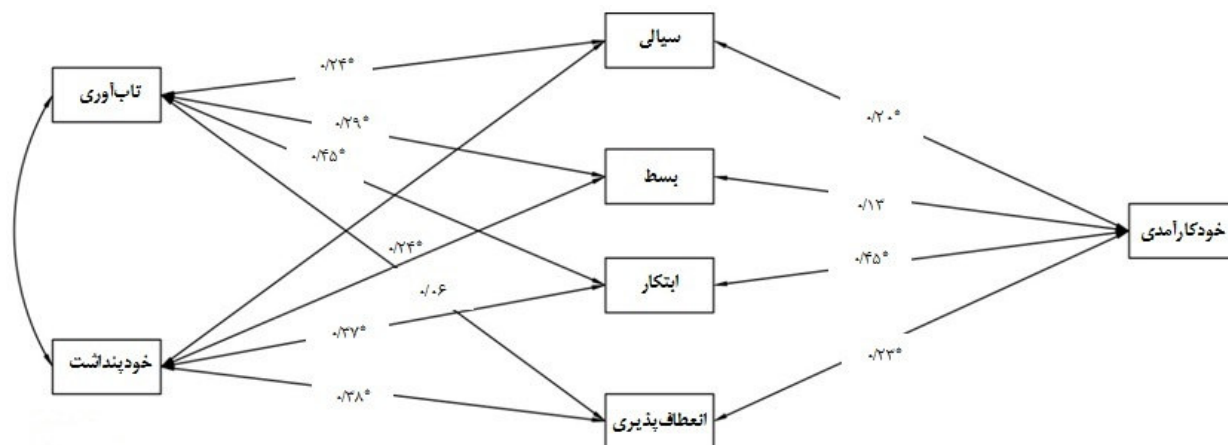 سیالی
۰/۲۴*
تاب‌آوری
۰/۲۰*
۰/۲۹*
۰/۴۵*
بسط
۰/۱۳
خودکارآمدی
۰/۲۴*
۰/۴۵*
ابتکار
۰/۰۶
۰/۳۷*
خودپنداشت
۰/۲۳*
۰/۳۸*
انعطاف‌پذیری